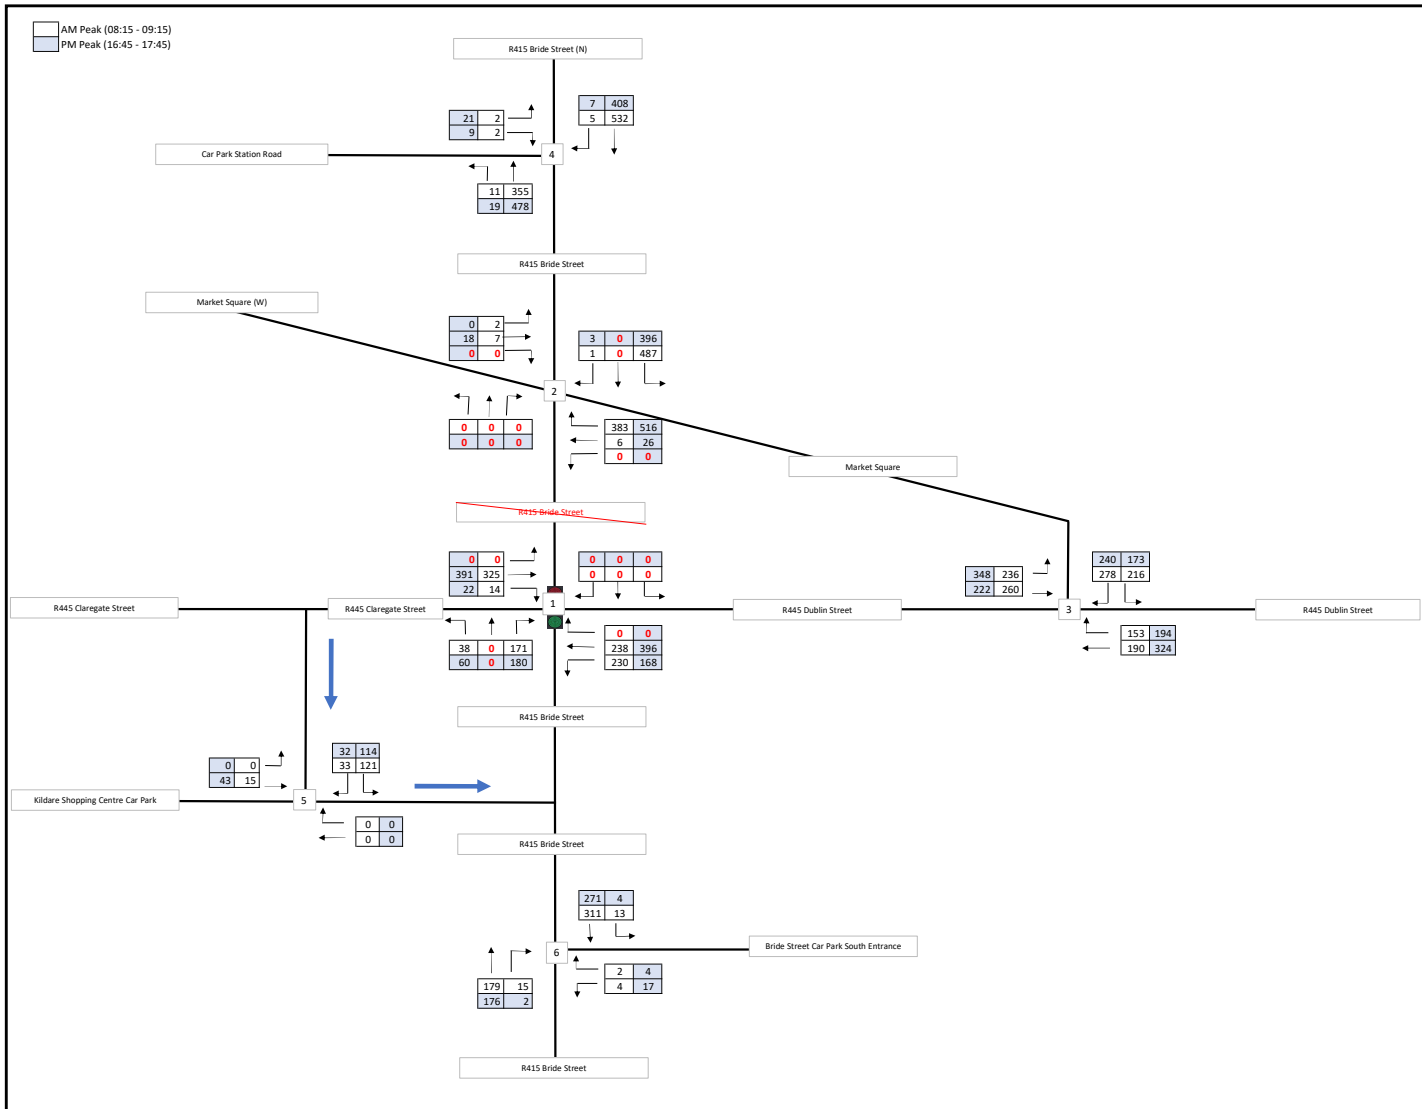 AM Peak (08:15 - 09:15)
PM Peak (16:45 - 17:45)
R415 Bride Street (N)
7 408
5 532
21 2
9 2
Car Park Station Road
4
11 355
19 478
R415 Bride Street
Market Square (W)
0 2
18 7
0 0
3 0 396
1 0 487
2
0 0 0
0 0 0
383 516
6 26
0 0
Market Square
R415 Bride Street
0 0
391 325
22 14
0 0 0
0 0 0
348 236
222 260
240 173
278 216
R445 Claregate Street
R445 Claregate Street
1
R445 Dublin Street
3
R445 Dublin Street
38 0 171
60 0 180
0 0
238 396
230 168
153 194
190 324
R415 Bride Street
0 0
43 15
32 114
33 121
Kildare Shopping Centre Car Park
5
0 0
0 0
R415 Bride Street
271 4
311 13
6
Bride Street Car Park South Entrance
179 15
176 2
2 4
4 17
R415 Bride Street